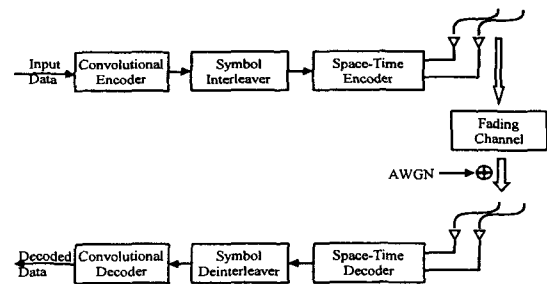 Input
Data
Convolutional
Encoder
Symbol
Interleaver
Space-Time
Encoder
Fading
Channel
AWGN
Decoded
Data
Convolutional
Decoder
Symbol
Deinterleaver
Space-Time
Decoder